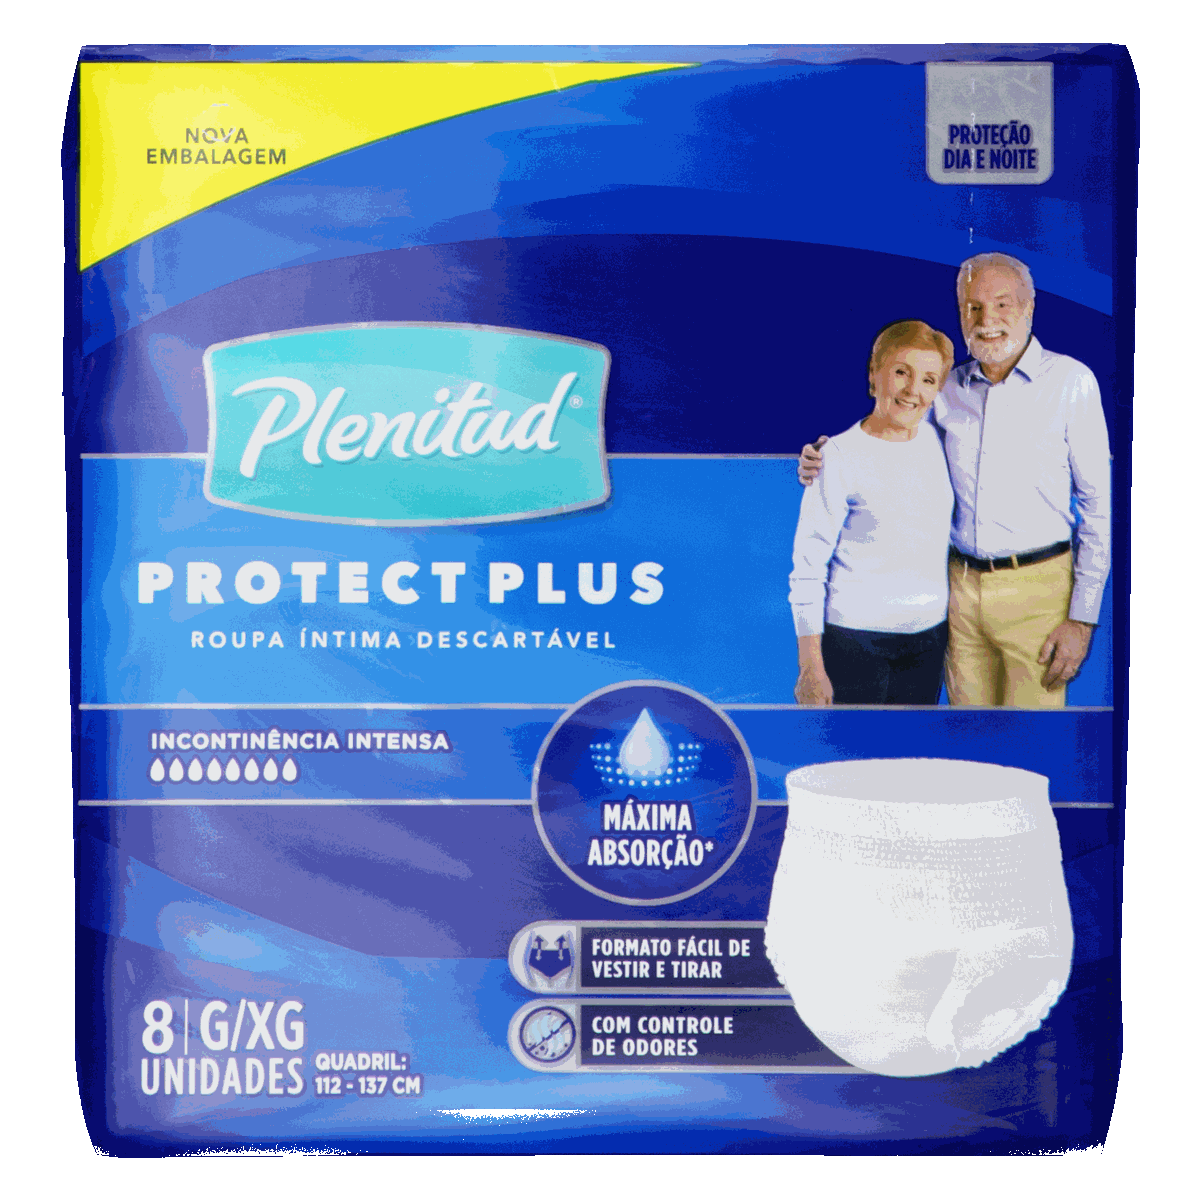 NOVA
EMBALAGEM
PROTEÇÃO
DIA E NOITE
Plenitud®
PROTECT PLUS
ROUPA ÍNTIMA DESCARTÁVEL
INCONTINÊNCIA INTENSA
MÁXIMA
ABSORÇÃO*
FORMATO FÁCIL DE
VESTIR E TIRAR
COM CONTROLE
DE ODORES
8 | G/XG
UNIDADES
QUADRIL:
112 - 137 CM